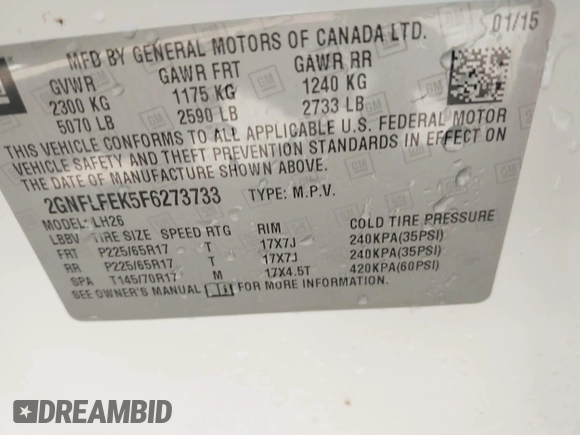 01/15
MFD BY GENERAL MOTORS OF CANADA LTD.
GVWR GAWR FRT GAWR RR
2300 KG 1175 KG 1240 KG
5070 LB 2590 LB 2733 LB
THIS VEHICLE CONFORMS TO ALL APPLICABLE U.S. FEDERAL MOTOR
VEHICLE SAFETY AND THEFT PREVENTION STANDARDS IN EFFECT ON
THE DATE OF MANUFACTURE SHOWN ABOVE.
2GNFLFEK5F6273733 TYPE: M.P.V.
MODEL: LH26
LBBV TIRE SIZE SPEED RTG RIM COLD TIRE PRESSURE
FRT P225/65R17 T 17X7J 240KPA(35PSI)
RR P225/65R17 T 17X7J 240KPA(35PSI)
SPA T145/70R17 M 17X4.5T 420KPA(60PSI)
SEE OWNER'S MANUAL FOR MORE INFORMATION.
GM
DREAMBID